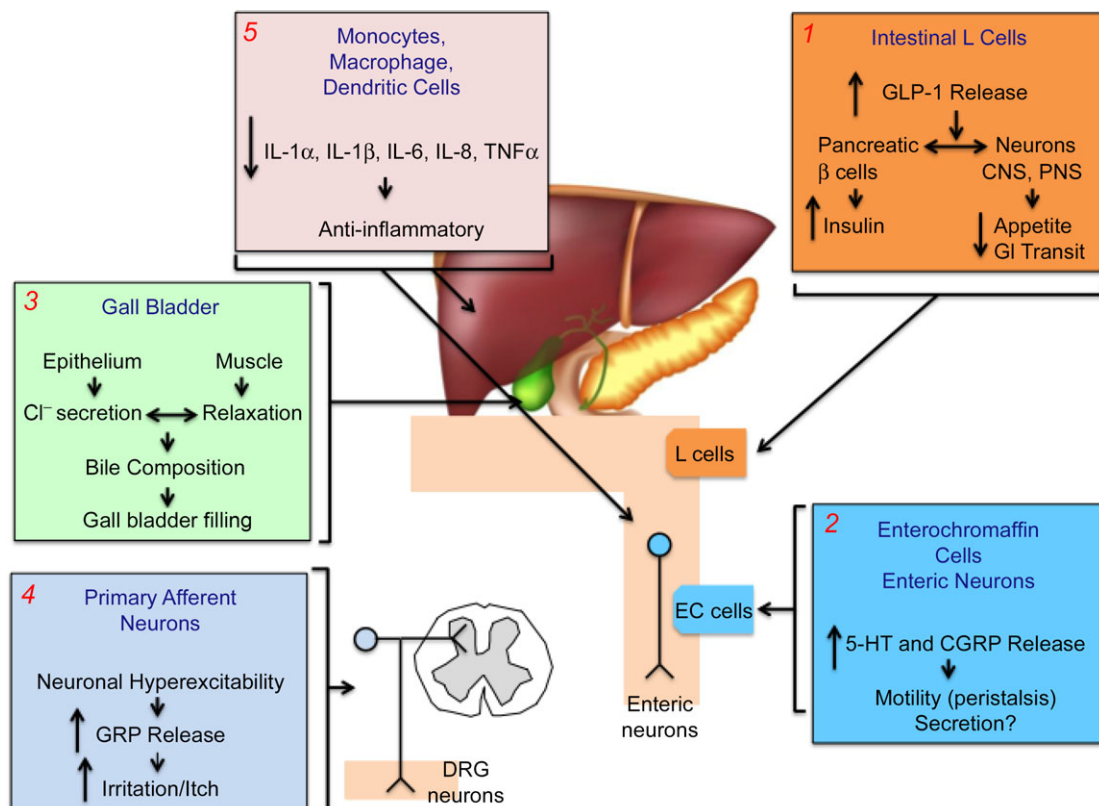 5
Monocytes,
Macrophage,
Dendritic Cells
IL-1α, IL-1β, IL-6, IL-8, TNFα
Anti-inflammatory
1
Intestinal L Cells
GLP-1 Release
Pancreatic
β cells
Neurons
CNS, PNS
Insulin
Appetite
GI Transit
3
Gall Bladder
Epithelium
Muscle
Cl⁻ secretion
Relaxation
Bile Composition
Gall bladder filling
L cells
2
Enterochromaffin
Cells
Enteric Neurons
5-HT and CGRP Release
Motility (peristalsis)
Secretion?
EC cells
Enteric
neurons
4
Primary Afferent
Neurons
Neuronal Hyperexcitability
GRP Release
Irritation/Itch
DRG
neurons